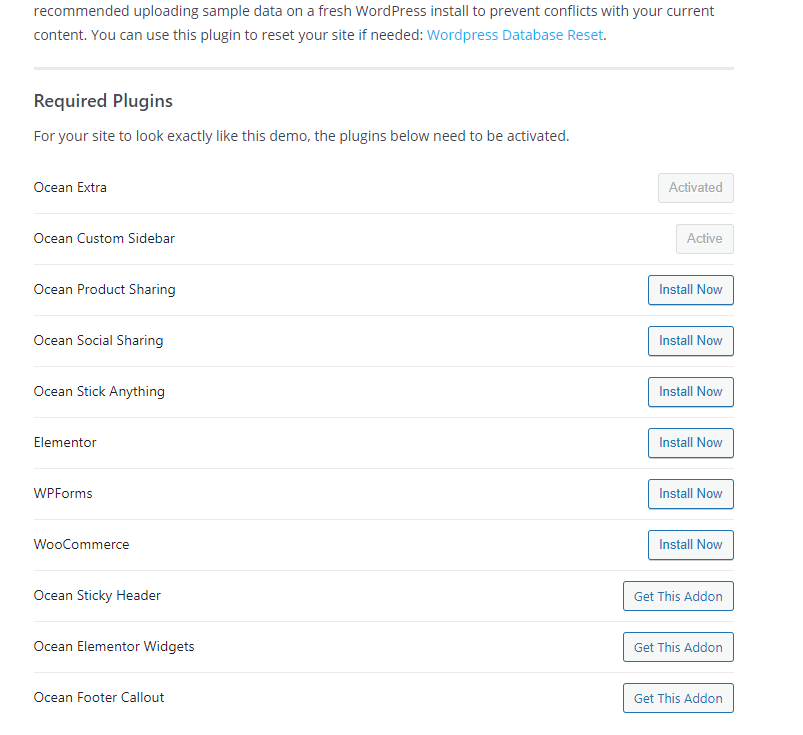 recommended uploading sample data on a fresh WordPress install to prevent conflicts with your current
content. You can use this plugin to reset your site if needed: Wordpress Database Reset.
Required Plugins
For your site to look exactly like this demo, the plugins below need to be activated.
Ocean Extra Activated
Ocean Custom Sidebar Active
Ocean Product Sharing Install Now
Ocean Social Sharing Install Now
Ocean Stick Anything Install Now
Elementor Install Now
WPForms Install Now
WooCommerce Install Now
Ocean Sticky Header Get This Addon
Ocean Elementor Widgets Get This Addon
Ocean Footer Callout Get This Addon